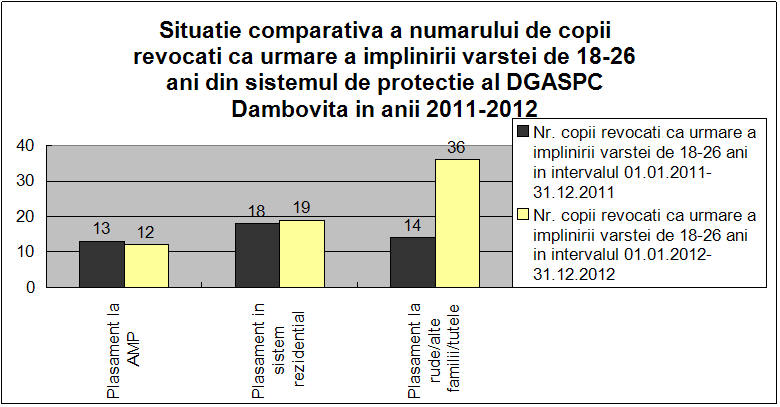 Situatie comparativa a numarului de copii
revocati ca urmare a implinirii varstei de 18-26
ani din sistemul de protectie al DGASPC
Dambovita in anii 2011-2012
40
30
20
10
0
13
12
18
19
14
36
Plasament la
AMP
Plasament in
sistem
rezidential
Plasament la
rude/alte
familii/tutele
Nr. copii revocati ca urmare a
implinirii varstei de 18-26 ani
in intervalul 01.01.2011-
31.12.2011
Nr. copii revocati ca urmare a
implinirii varstei de 18-26 ani
in intervalul 01.01.2012-
31.12.2012